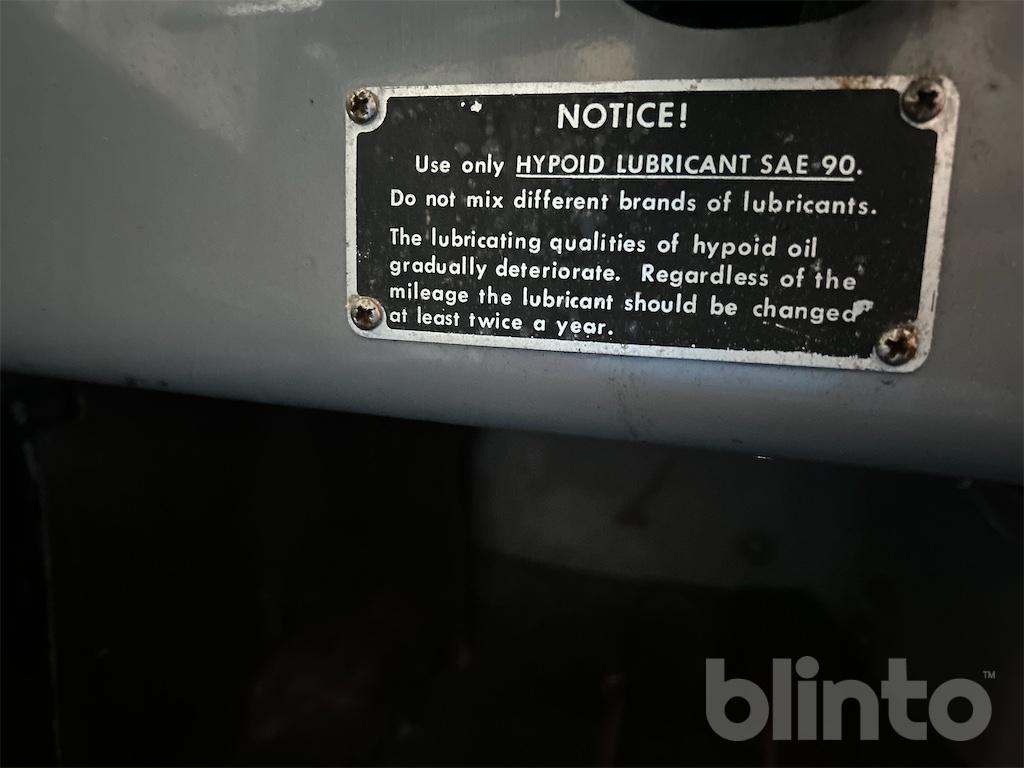 NOTICE!
Use only HYPOID LUBRICANT SAE 90.
Do not mix different brands of lubricants.
The lubricating qualities of hypoid oil
gradually deteriorate. Regardless of the
mileage the lubricant should be changed
at least twice a year.
blinto™